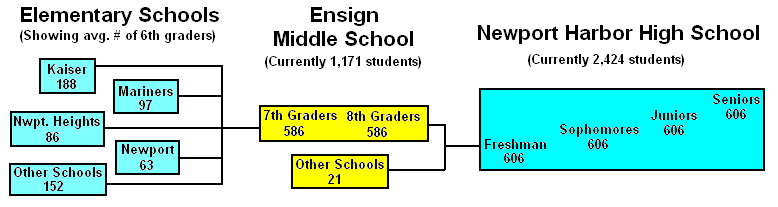 Elementary Schools
(Showing avg. # of 6th graders)
Kaiser
188
Mariners
97
Nwpt. Heights
86
Newport
63
Other Schools
152
Ensign
Middle School
(Currently 1,171 students)
7th Graders
586
8th Graders
586
Other Schools
21
Newport Harbor High School
(Currently 2,424 students)
Freshman
606
Sophomores
606
Juniors
606
Seniors
606